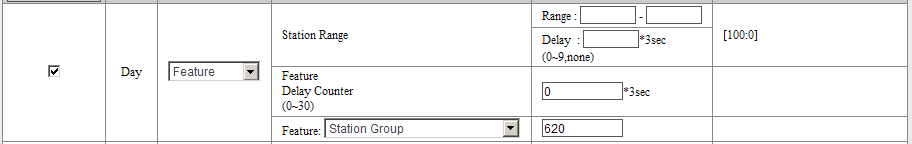 Day
Feature
Station Range
Range : -
Delay : *3sec
(0~9,none)
[100:0]
Feature
Delay Counter
(0~30)
0 *3sec
Feature: Station Group
620